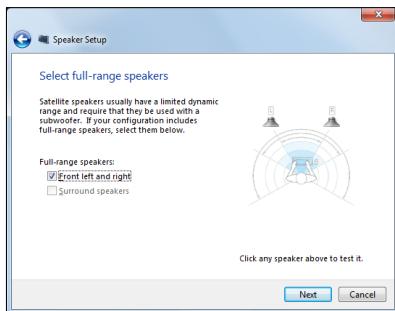 Speaker Setup
Select full-range speakers
Satellite speakers usually have a limited dynamic
range and require that they be used with a
subwoofer. If your configuration includes
full-range speakers, select them below.
L R
Full-range speakers:
Front left and right
Surround speakers
Click any speaker above to test it.
Next Cancel